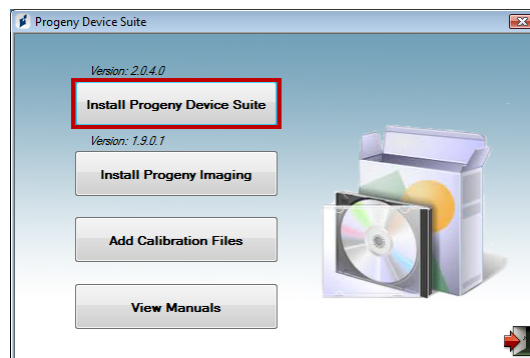 Progeny Device Suite
Version: 2.0.4.0
Install Progeny Device Suite
Version: 1.9.0.1
Install Progeny Imaging
Add Calibration Files
View Manuals